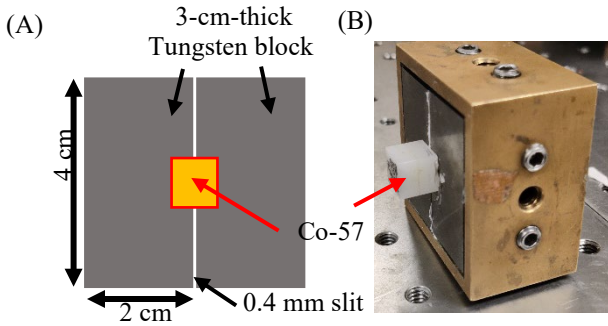 (A)
3-cm-thick
Tungsten block
(B)
4 cm
Co-57
2 cm
0.4 mm slit